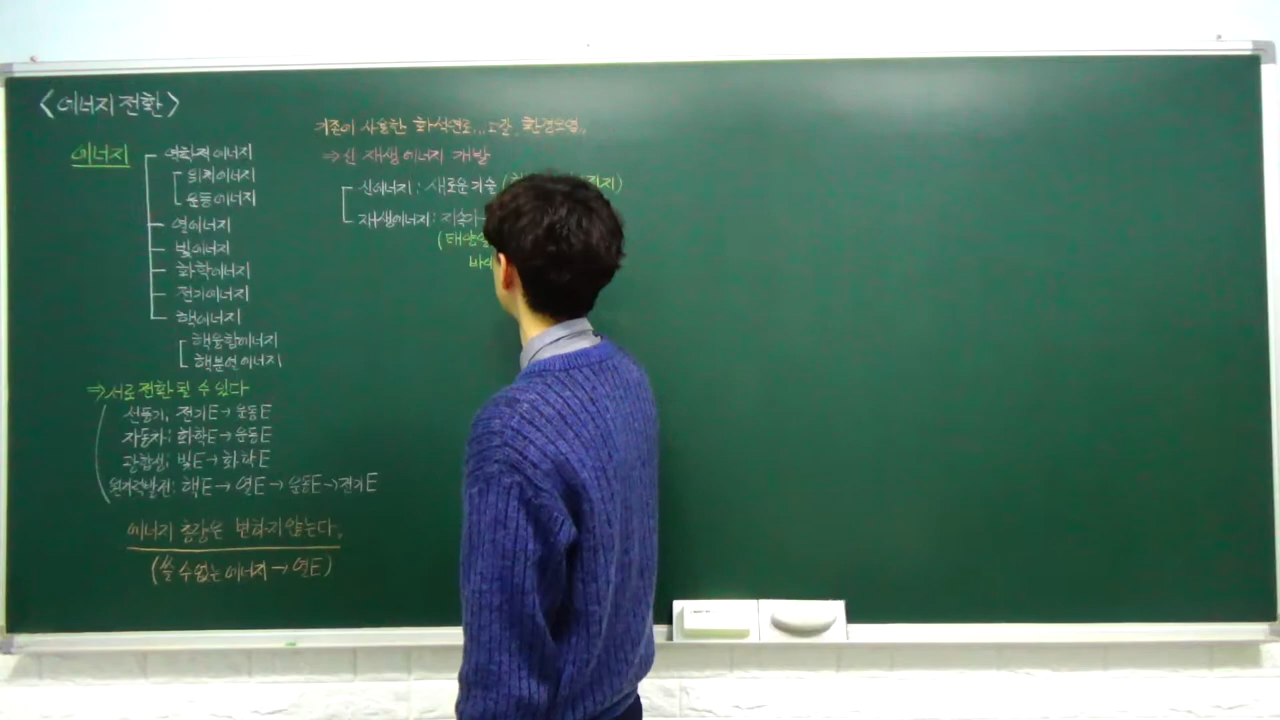 <에너지 전환>
에너지
역학적 에너지
위치에너지
운동에너지
열에너지
빛에너지
화학에너지
전기에너지
핵에너지
핵융합에너지
핵분열에너지
⇒ 서로 전환 될 수 있다
선풍기, 전기E → 운동E
자동차: 화학E → 운동E
광합성: 빛E → 화학E
원자력발전: 핵E → 열E → 운동E → 전기E
에너지 총량은 변하지 않는다.
(쓸 수 없는 에너지 → 열E)
기존에 사용한 화석연료... 고갈, 환경오염.
⇒ 신 재생 에너지 개발
신에너지: 새로운 기술 (
재생에너지:
(태양